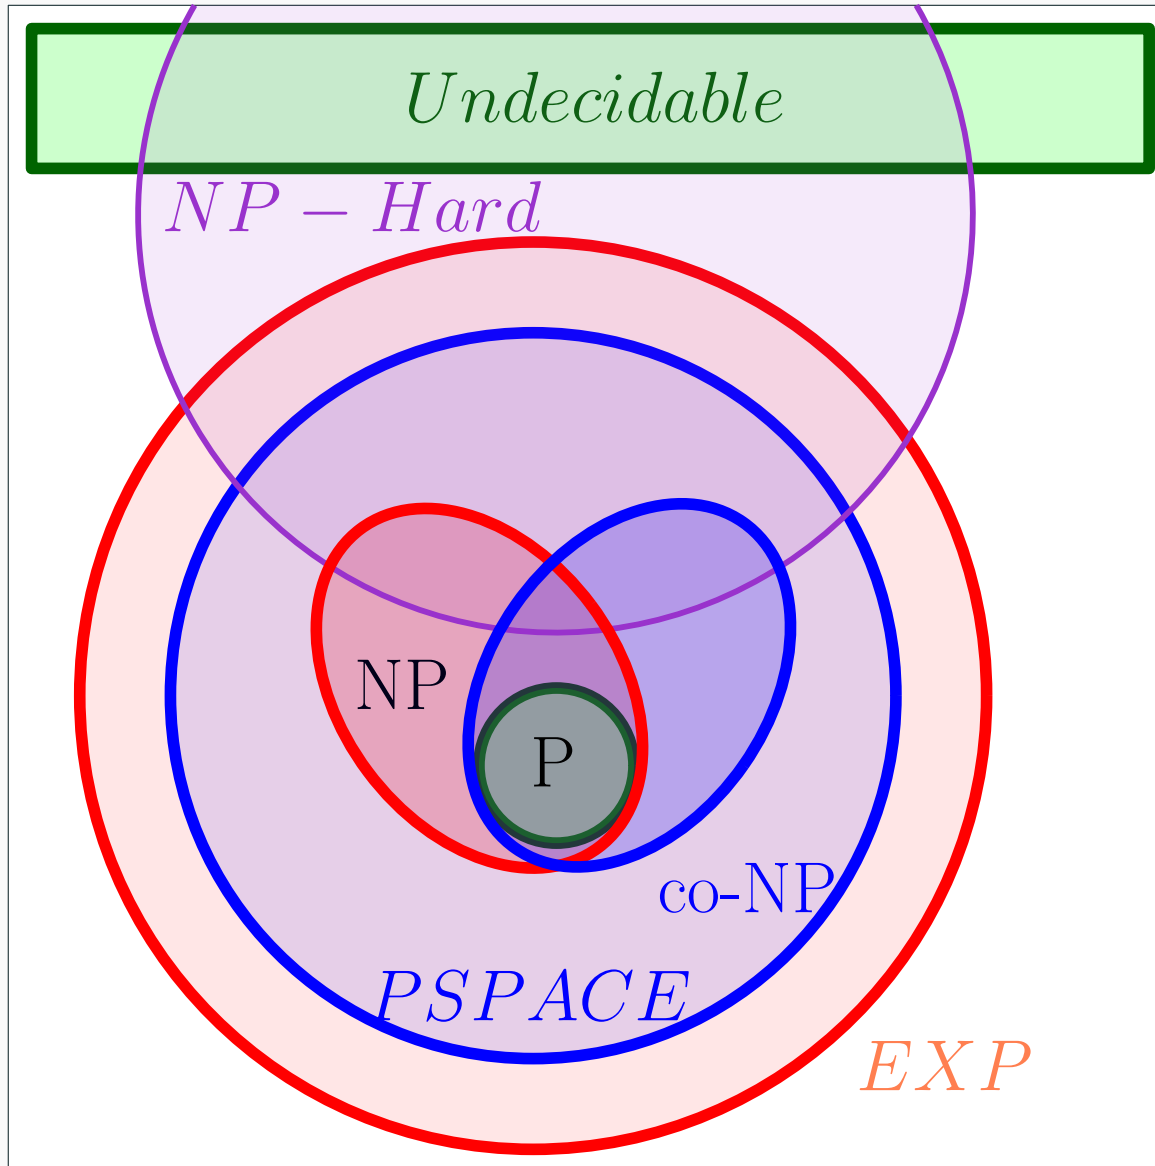 Undecidable
NP – Hard
NP
P
co-NP
PSPACE
EXP